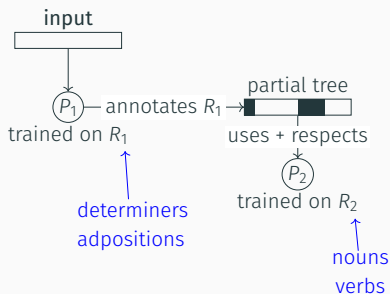 input
partial tree
P1 annotates R1
trained on R1
uses + respects
P2
trained on R2
determiners
adpositions
nouns
verbs